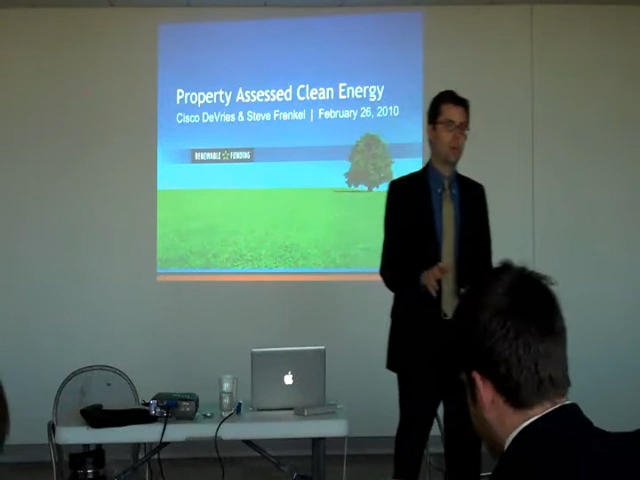 Property Assessed Clean Energy
Cisco DeVries & Steve Frenkel | February 26, 2010
RENEWABLE FUNDING